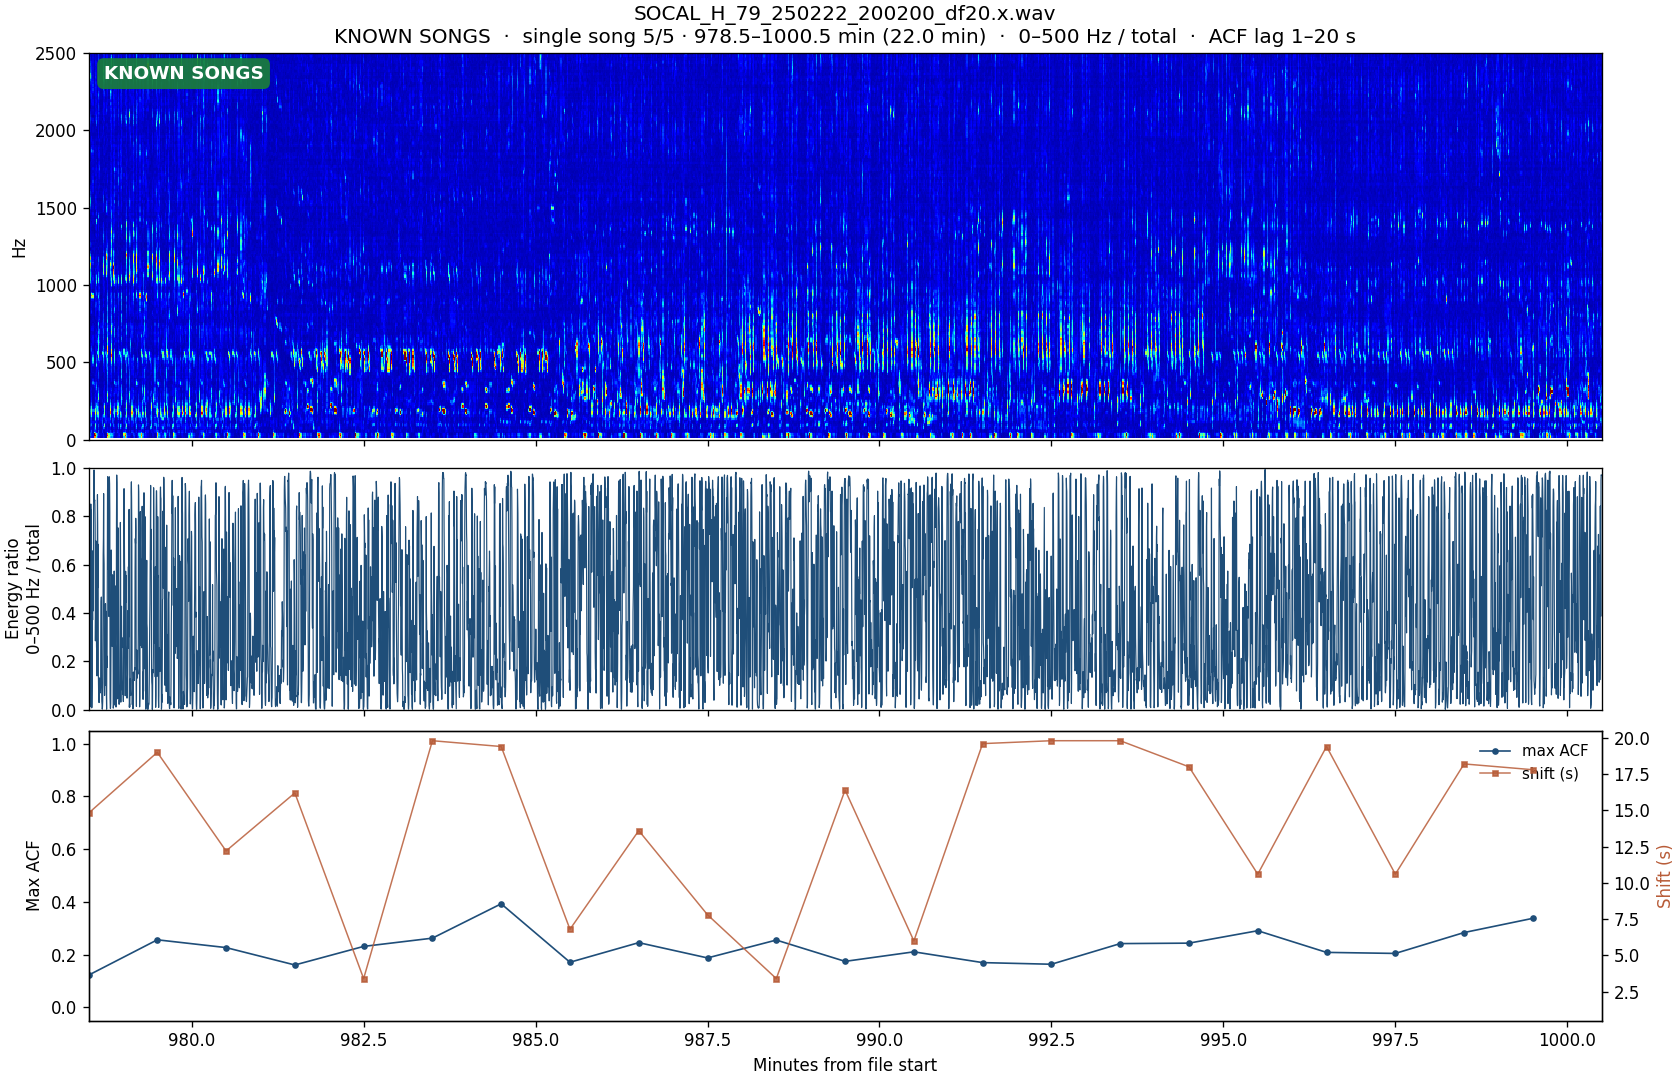 SOCAL_H_79_250222_200200_df20.x.wav
KNOWN SONGS · single song 5/5 · 978.5–1000.5 min (22.0 min) · 0–500 Hz / total · ACF lag 1–20 s
KNOWN SONGS
2500
2000
1500
1000
500
0
Hz
1.0
0.8
0.6
0.4
0.2
0.0
Energy ratio
0–500 Hz / total
1.0
0.8
0.6
0.4
0.2
0.0
Max ACF
max ACF
shift (s)
20.0
17.5
15.0
12.5
10.0
7.5
5.0
2.5
Shift (s)
980.0 982.5 985.0 987.5 990.0 992.5 995.0 997.5 1000.0
Minutes from file start